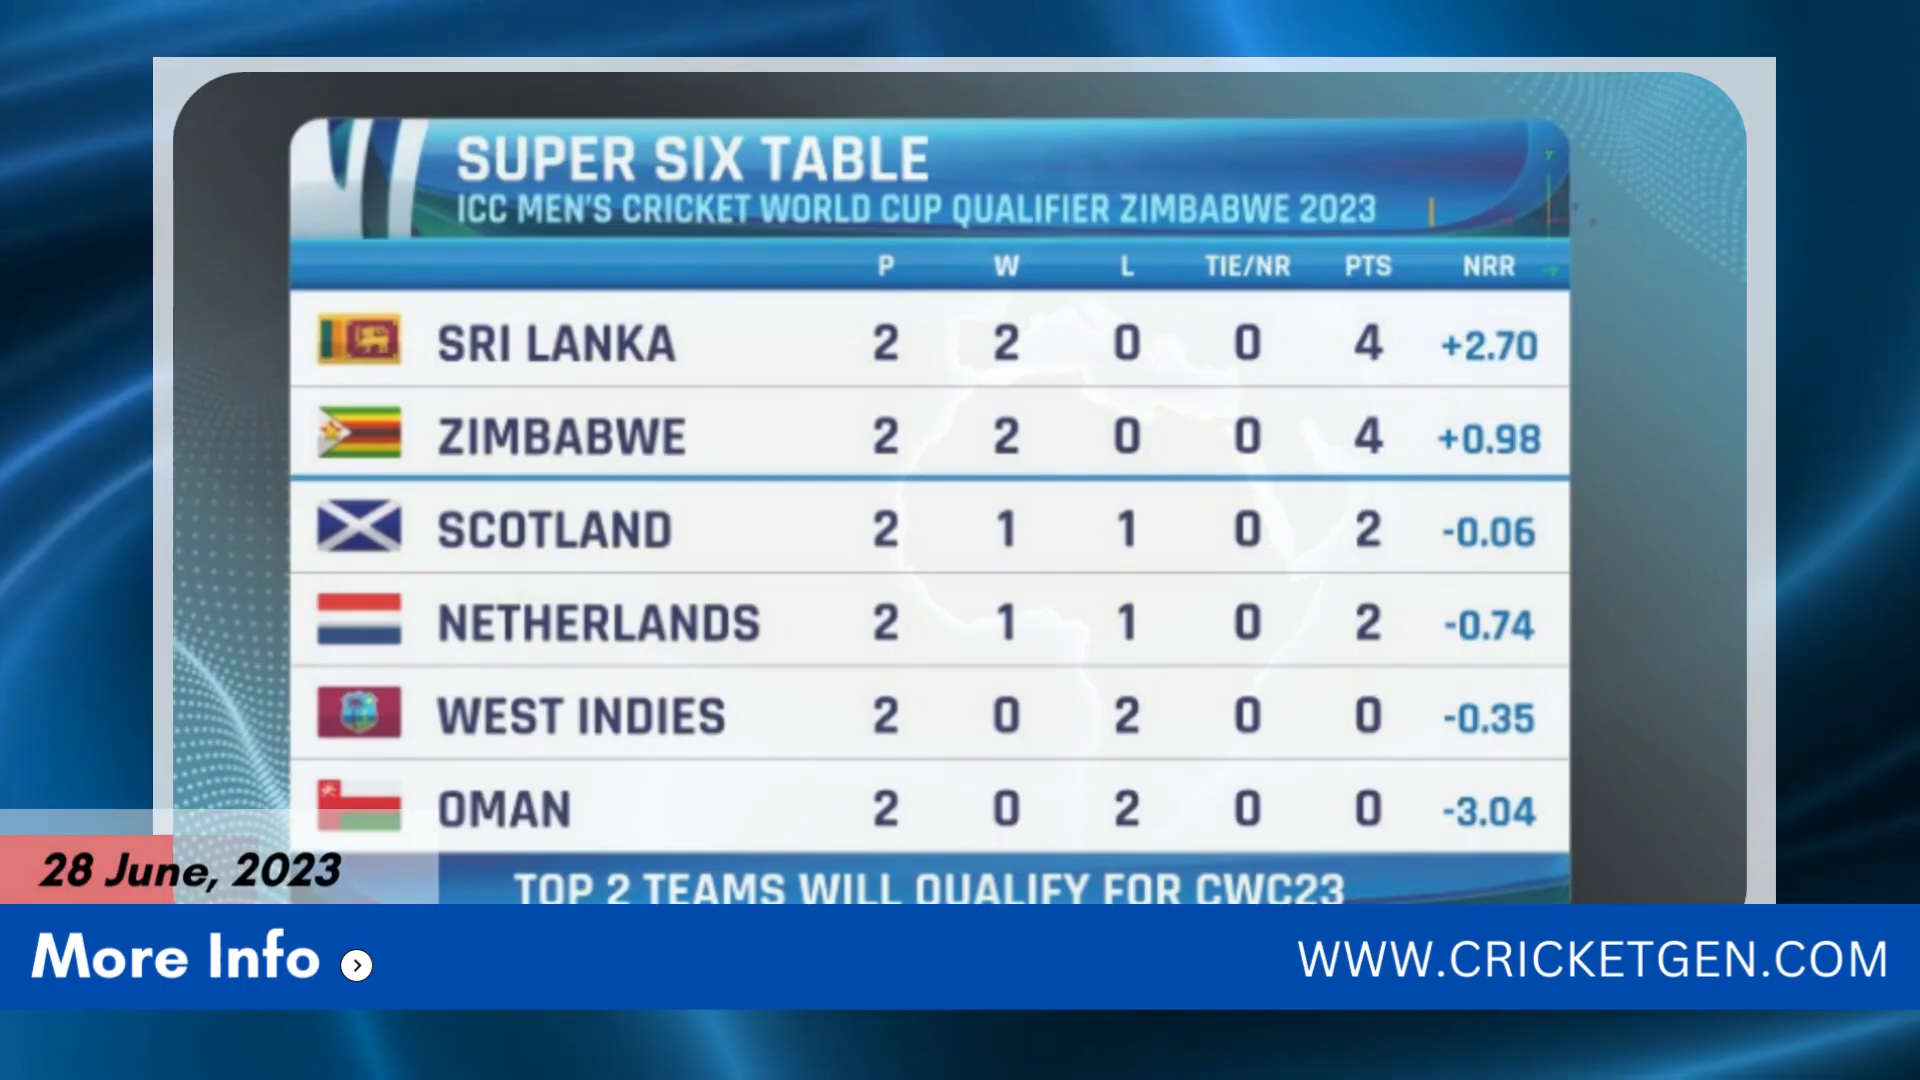 SUPER SIX TABLE
ICC MEN'S CRICKET WORLD CUP QUALIFIER ZIMBABWE 2023
P W L TIE/NR PTS NRR
SRI LANKA 2 2 0 0 4 +2.70
ZIMBABWE 2 2 0 0 4 +0.98
SCOTLAND 2 1 1 0 2 -0.06
NETHERLANDS 2 1 1 0 2 -0.74
WEST INDIES 2 0 2 0 0 -0.35
OMAN 2 0 2 0 0 -3.04
TOP 2 TEAMS WILL QUALIFY FOR CWC23
28 June, 2023
More Info
WWW.CRICKETGEN.COM